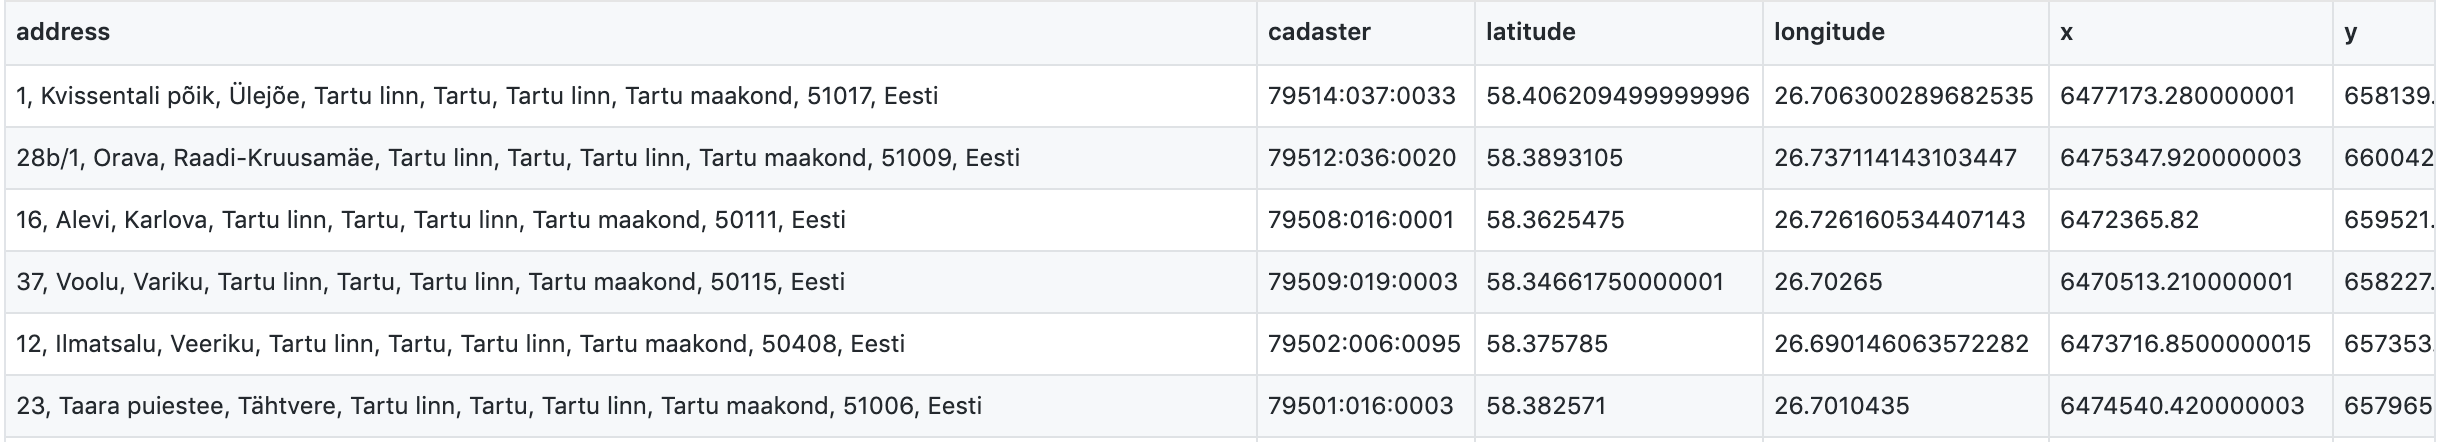 address cadaster latitude longitude x y
1, Kvissentali põik, Ülejõe, Tartu linn, Tartu, Tartu linn, Tartu maakond, 51017, Eesti 79514:037:0033 58.406209499999996 26.706300289682535 6477173.280000001 658139.
28b/1, Orava, Raadi-Kruusamäe, Tartu linn, Tartu, Tartu linn, Tartu maakond, 51009, Eesti 79512:036:0020 58.3893105 26.737114143103447 6475347.920000003 660042
16, Alevi, Karlova, Tartu linn, Tartu, Tartu linn, Tartu maakond, 50111, Eesti 79508:016:0001 58.3625475 26.726160534407143 6472365.82 659521.
37, Voolu, Variku, Tartu linn, Tartu, Tartu linn, Tartu maakond, 50115, Eesti 79509:019:0003 58.34661750000001 26.70265 6470513.210000001 658227.
12, Ilmatsalu, Veeriku, Tartu linn, Tartu, Tartu linn, Tartu maakond, 50408, Eesti 79502:006:0095 58.375785 26.690146063572282 6473716.8500000015 657353.
23, Taara puiestee, Tähtvere, Tartu linn, Tartu, Tartu linn, Tartu maakond, 51006, Eesti 79501:016:0003 58.382571 26.7010435 6474540.420000003 657965